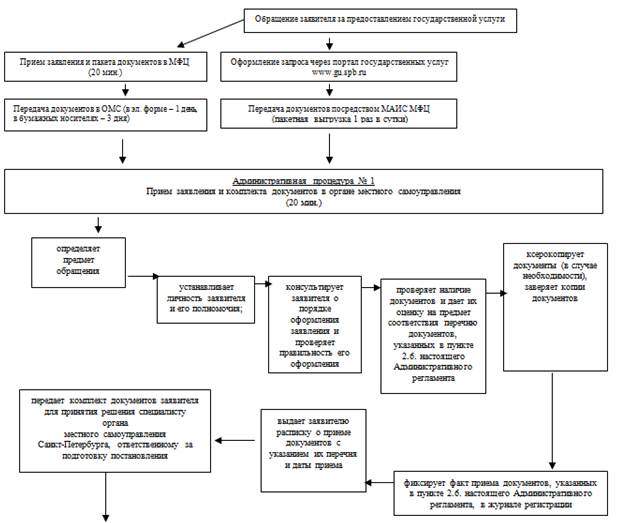 Обращение заявителя за предоставлением государственной услуги
Прием заявления и пакета документов в МФЦ
(20 мин.)
Оформление запроса через портал государственных услуг
www.gu.spb.ru
Передача документов в ОМС (в эл. форме – 1 день,
в бумажных носителях – 3 дня)
Передача документов посредством МАИС МФЦ
(пакетная выгрузка 1 раз в сутки)
Административная процедура № 1
Прием заявления и комплекта документов в органе местного самоуправления
(20 мин.)
определяет
предмет
обращения
устанавливает
личность заявителя
и его полномочия;
консультирует
заявителя о
порядке
оформления
заявления и
проверяет
правильность его
оформления
проверяет наличие
документов и дает их
оценку на предмет
соответствия перечню
документов,
указанных в пункте
2.6. настоящего
Административного
регламента
ксерокопирует
документы (в случае
необходимости),
заверяет копии
документов
фиксирует факт приема документов, указанных
в пункте 2.6. настоящего Административного
регламента, в журнале регистрации
выдает заявителю
расписку о приеме
документов с
указанием их перечня
и даты приема
передает комплект документов заявителя
для принятия решения специалисту
органа
местного самоуправления
Санкт-Петербурга, ответственному за
подготовку постановления